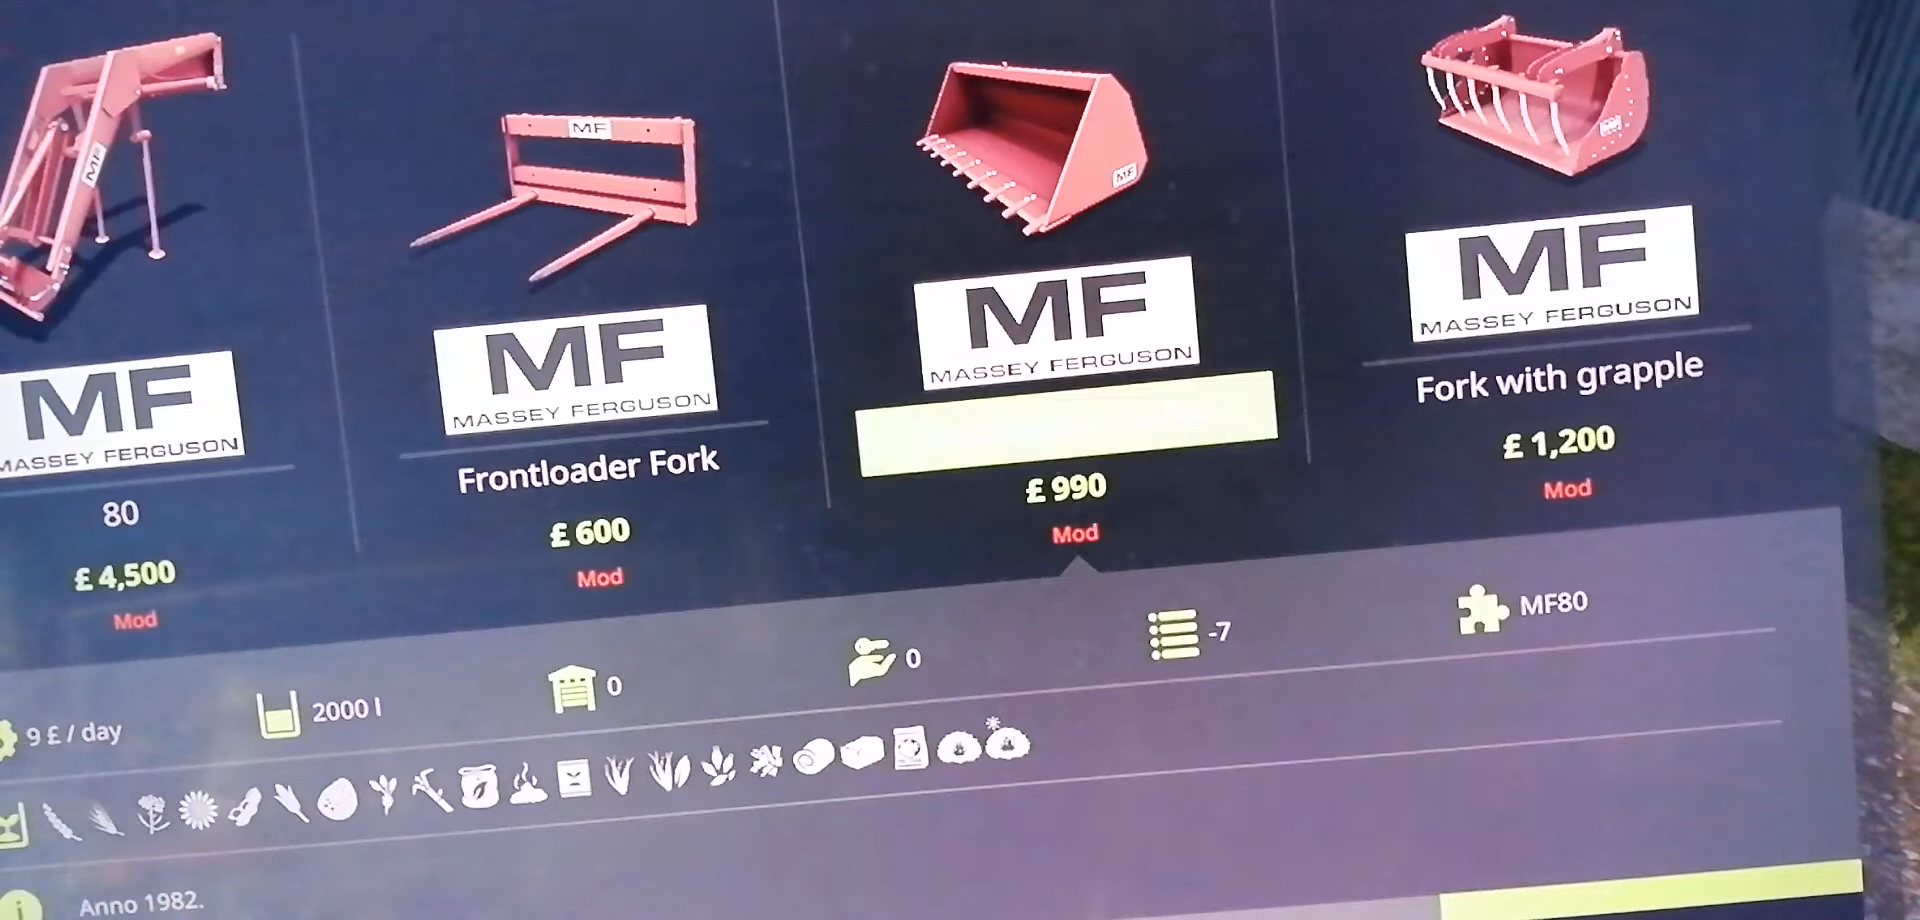 MF
MF
MF
MF
MASSEY FERGUSON
80
£ 4,500
Mod
MF
MASSEY FERGUSON
Frontloader Fork
£ 600
Mod
MF
MASSEY FERGUSON
£ 990
Mod
MF
MASSEY FERGUSON
Fork with grapple
£ 1,200
Mod
9 £ / day
2000 l
0
0
-7
MF80
Anno 1982.